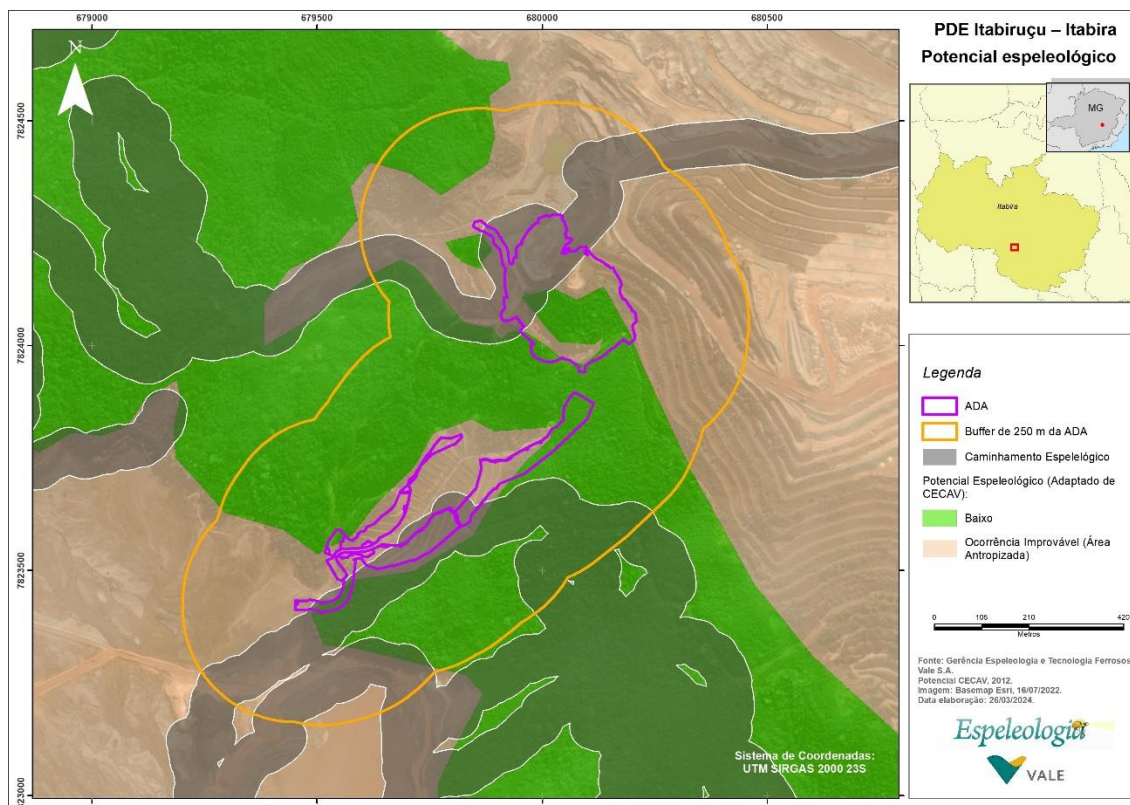 679000
679500
680000
680500
7824500
7824000
7823500
7823000
N
Sistema de Coordenadas:
UTM SIRGAS 2000 23S
PDE Itabiruçu – Itabira
Potencial espeleológico
MG
Itabira
Legenda
ADA
Buffer de 250 m da ADA
Caminhamento Espelelógico
Potencial Espeleológico (Adaptado de
CECAV):
Baixo
Ocorrência Improvável (Área
Antropizada)
0 105 210 420
Metros
Fonte: Gerência Espeleologia e Tecnologia Ferrosos
Vale S.A.
Potencial CECAV, 2012.
Imagem: Basemap Esri, 16/07/2022.
Data elaboração: 26/03/2024.
Espeleologia
VALE